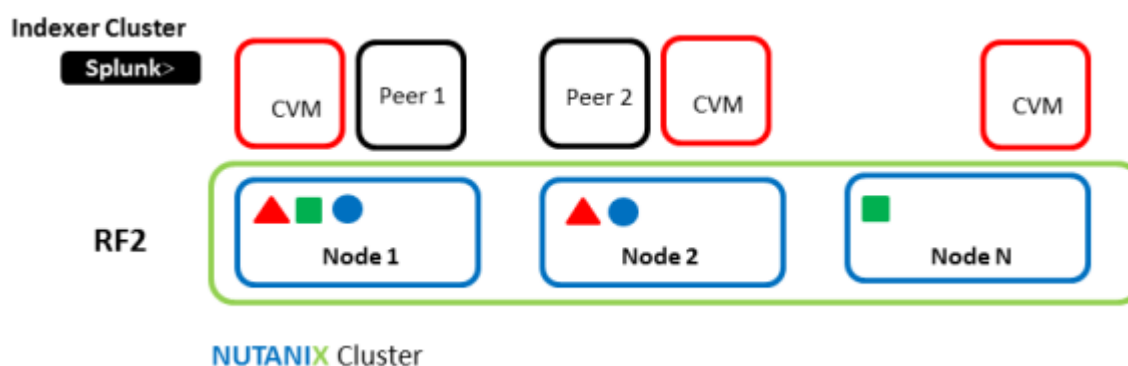 Indexer Cluster
Splunk>
CVM
Peer 1
Peer 2
CVM
CVM
RF2
Node 1
Node 2
Node N
NUTANIX Cluster